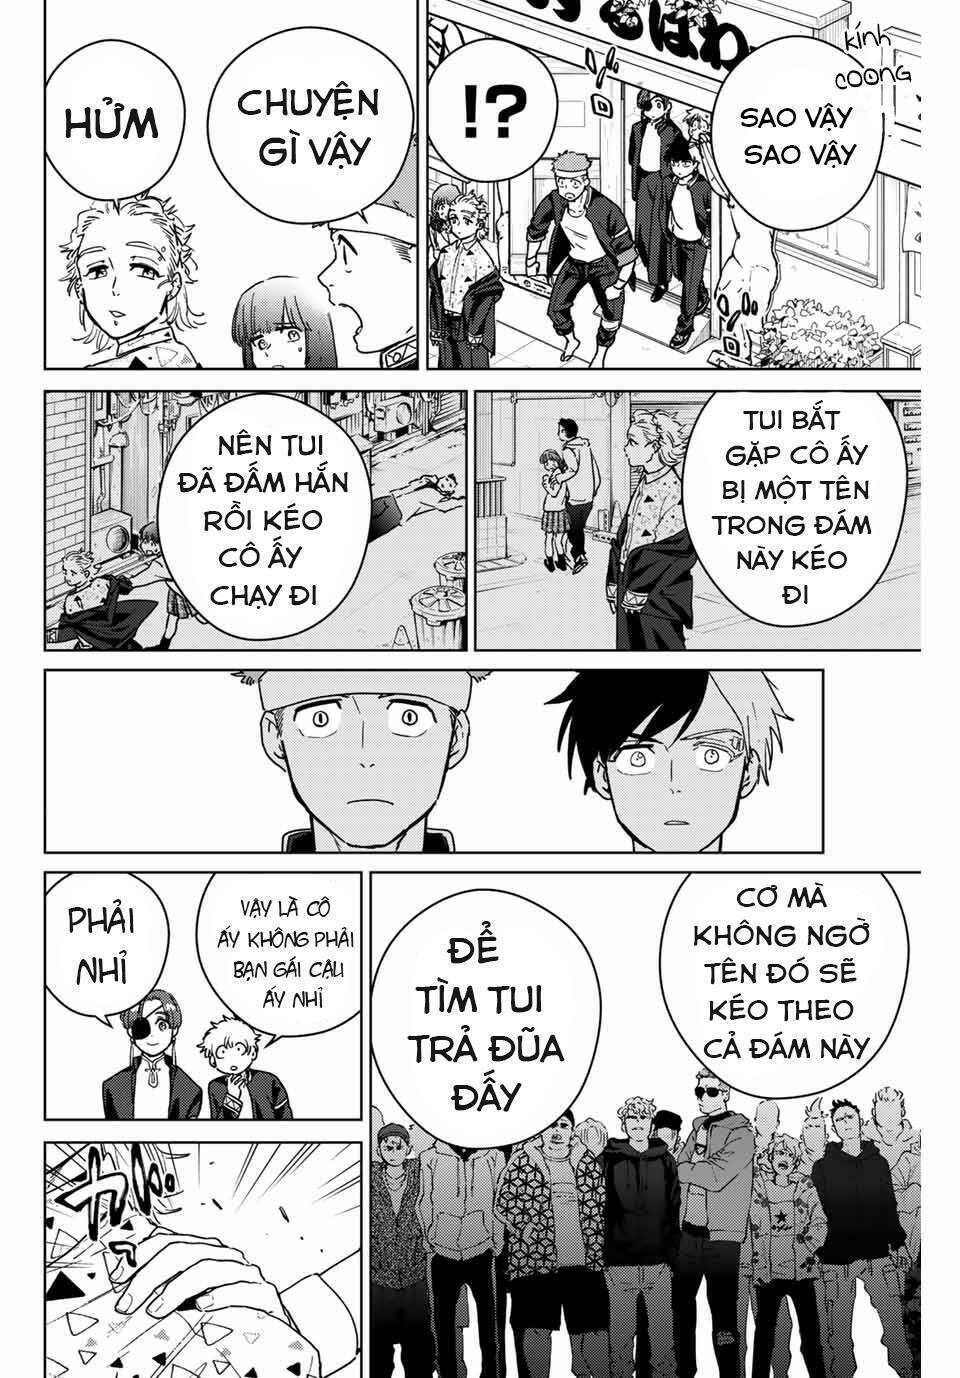 kính
coong
SAO VẬY
SAO VẬY
!?
CHUYỆN
GÌ VẬY
HỬM
TUI BẮT
GẶP CÔ ẤY
BỊ MỘT TÊN
TRONG ĐÁM
NÀY KÉO
ĐI
NÊN TUI
ĐÃ ĐẤM HẮN
RỒI KÉO
CÔ ẤY
CHẠY ĐI
CƠ MÀ
KHÔNG NGỜ
TÊN ĐÓ SẼ
KÉO THEO
CẢ ĐÁM NÀY
ĐỂ
TÌM TUI
TRẢ ĐŨA
ĐẤY
VẬY LÀ CÔ
ẤY KHÔNG PHẢI
BẠN GÁI CẬU
ẤY NHỈ
PHẢI
NHỈ